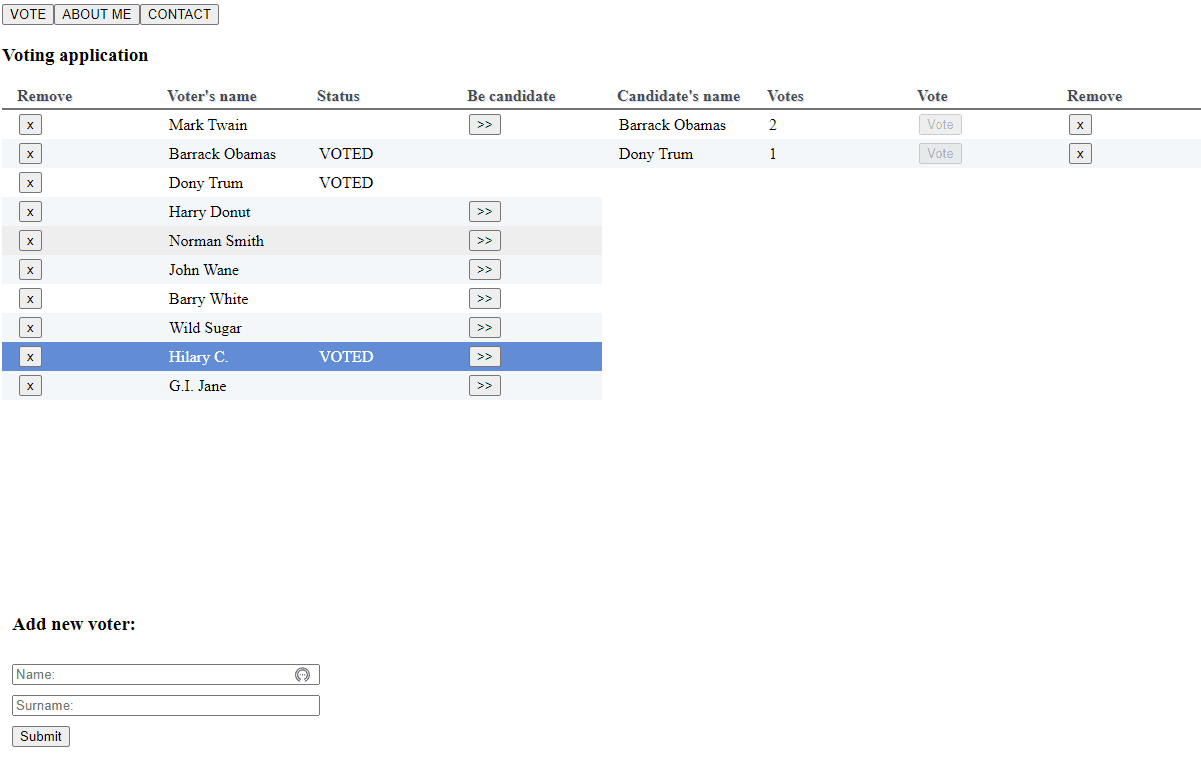 VOTE ABOUT ME CONTACT
Voting application
Remove Voter's name Status Be candidate Candidate's name Votes Vote Remove
x Mark Twain >> Barrack Obamas 2 Vote x
x Barrack Obamas VOTED Dony Trum 1 Vote x
x Dony Trum VOTED
x Harry Donut >>
x Norman Smith >>
x John Wane >>
x Barry White >>
x Wild Sugar >>
x Hilary C. VOTED >>
x G.I. Jane >>
Add new voter:
Name:
Surname:
Submit